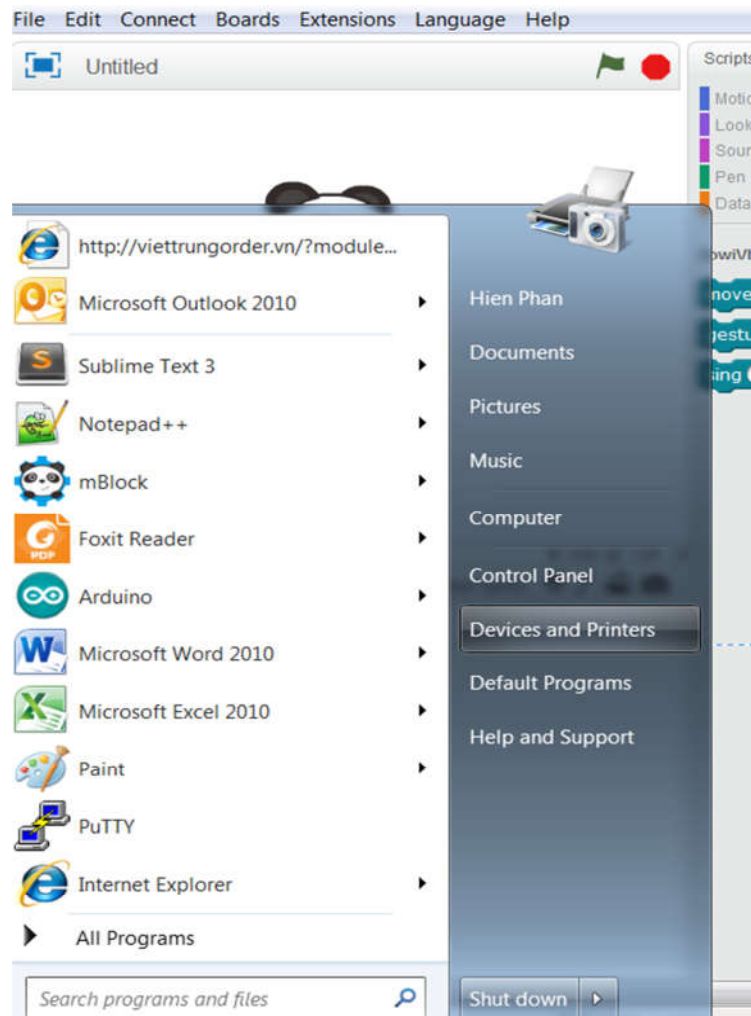 File Edit Connect Boards Extensions Language Help
Untitled
Scripts
Pen
Data
http://viettrungorder.vn/?module...
Microsoft Outlook 2010
Sublime Text 3
Notepad++
mBlock
Foxit Reader
PDF
Arduino
Microsoft Word 2010
Microsoft Excel 2010
Paint
PuTTY
Internet Explorer
All Programs
Search programs and files
Hien Phan
Documents
Pictures
Music
Computer
Control Panel
Devices and Printers
Default Programs
Help and Support
Shut down